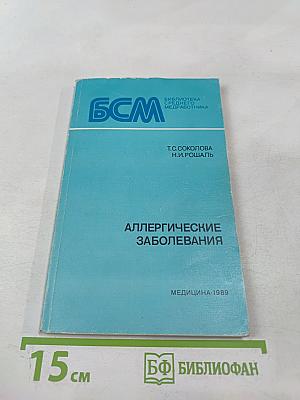 БСМ
БИБЛИОТЕКА
СРЕДНЕГО
МЕДРАБОТНИКА
Т.С.СОКОЛОВА
Н.И.РОШАЛЬ
АЛЛЕРГИЧЕСКИЕ
ЗАБОЛЕВАНИЯ
МЕДИЦИНА·1989
15 см
БФ БИБЛИОФАН